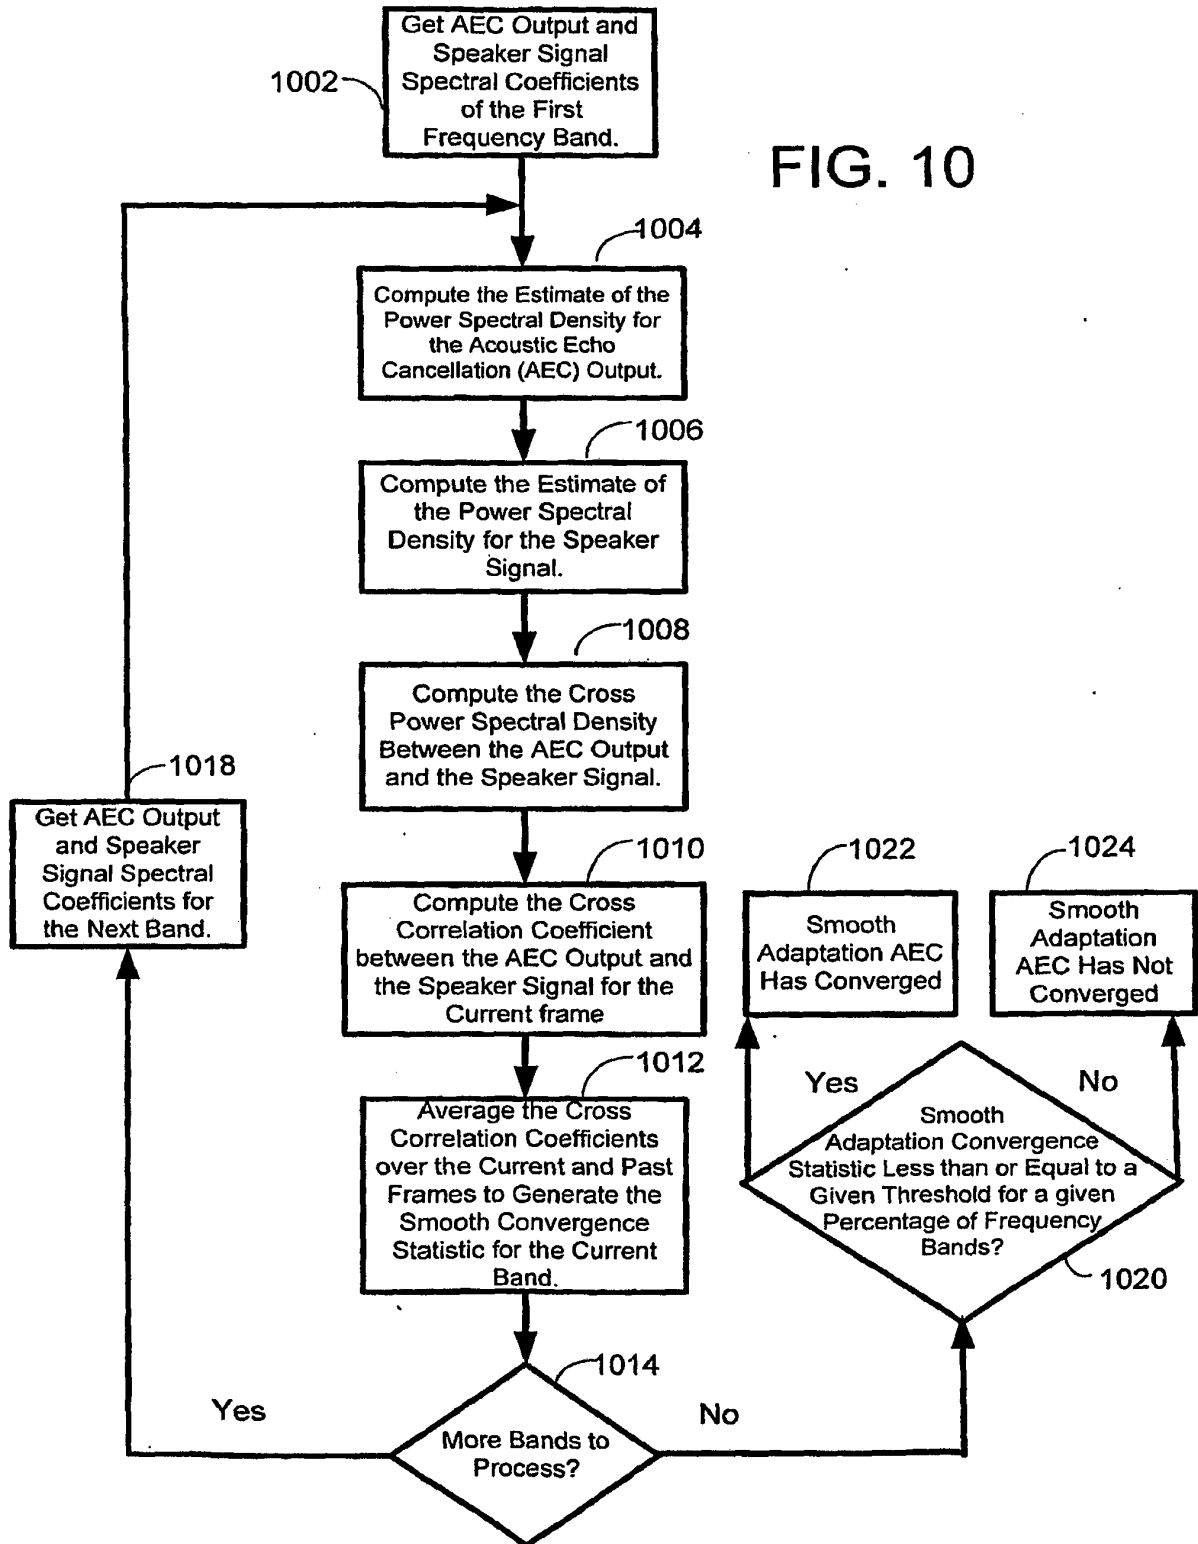 Get AEC Output and
Speaker Signal
Spectral Coefficients
of the First
Frequency Band.
1002
FIG. 10
1004
Compute the Estimate of the
Power Spectral Density for
the Acoustic Echo
Cancellation (AEC) Output.
1006
Compute the Estimate of
the Power Spectral
Density for the Speaker
Signal.
1008
Compute the Cross
Power Spectral Density
Between the AEC Output
and the Speaker Signal.
1018
Get AEC Output
and Speaker
Signal Spectral
Coefficients for
the Next Band.
1010
Compute the Cross
Correlation Coefficient
between the AEC Output and
the Speaker Signal for the
Current frame
1022
Smooth
Adaptation AEC
Has Converged
1024
Smooth
Adaptation
AEC Has Not
Converged
1012
Average the Cross
Correlation Coefficients
over the Current and Past
Frames to Generate the
Smooth Convergence
Statistic for the Current
Band.
Yes
No
Smooth
Adaptation Convergence
Statistic Less than or Equal to a
Given Threshold for a given
Percentage of Frequency
Bands?
1020
1014
Yes
No
More Bands to
Process?